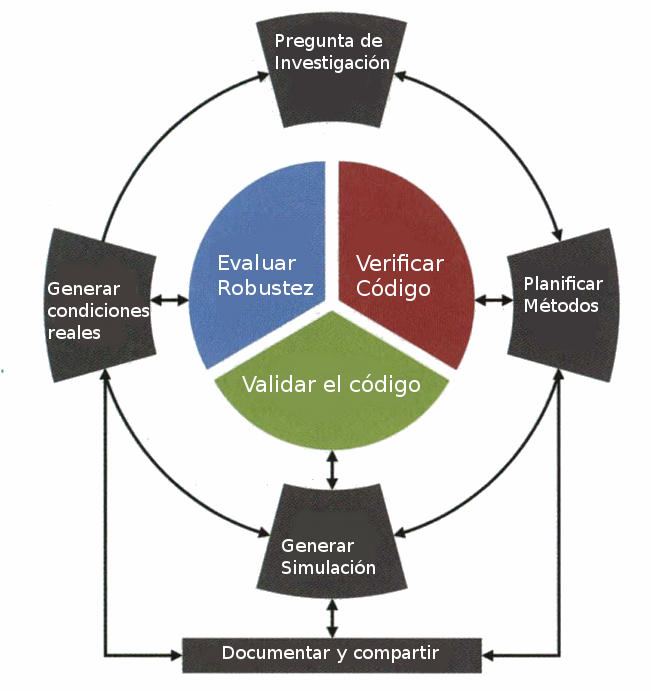 Pregunta de
Investigación
Evaluar
Robustez
Verificar
Código
Generar
condiciones
reales
Planificar
Métodos
Validar el código
Generar
Simulación
Documentar y compartir